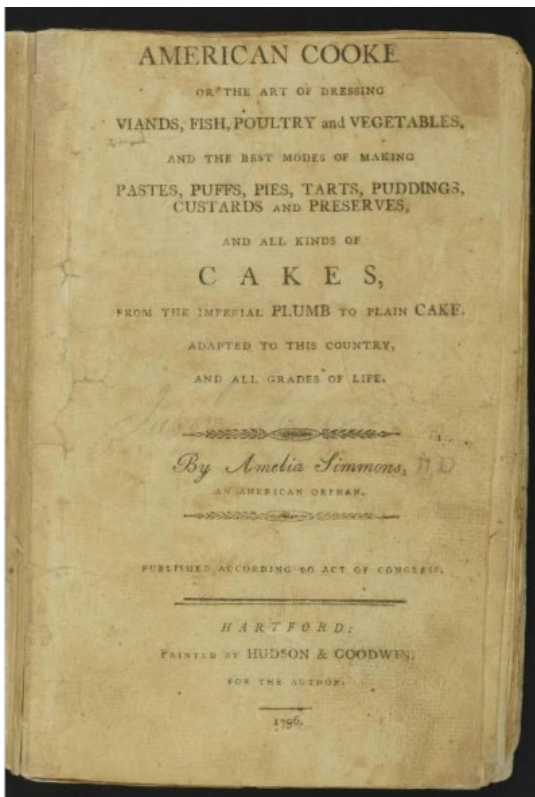 AMERICAN COOKE
OR THE ART OF DRESSING
VIANDS, FISH, POULTRY and VEGETABLES,
AND THE BEST MODES OF MAKING
PASTES, PUFFS, PIES, TARTS, PUDDINGS,
CUSTARDS AND PRESERVES,
AND ALL KINDS OF
CAKES,
FROM THE IMPERIAL PLUMB TO PLAIN CAKE.
ADAPTED TO THIS COUNTRY,
AND ALL GRADES OF LIFE.
By Amelia Simmons,
AN AMERICAN ORPHAN.
PUBLISHED ACCORDING TO ACT OF CONGRESS.
HARTFORD:
PRINTED BY HUDSON & GOODWIN,
FOR THE AUTHOR.
1796.